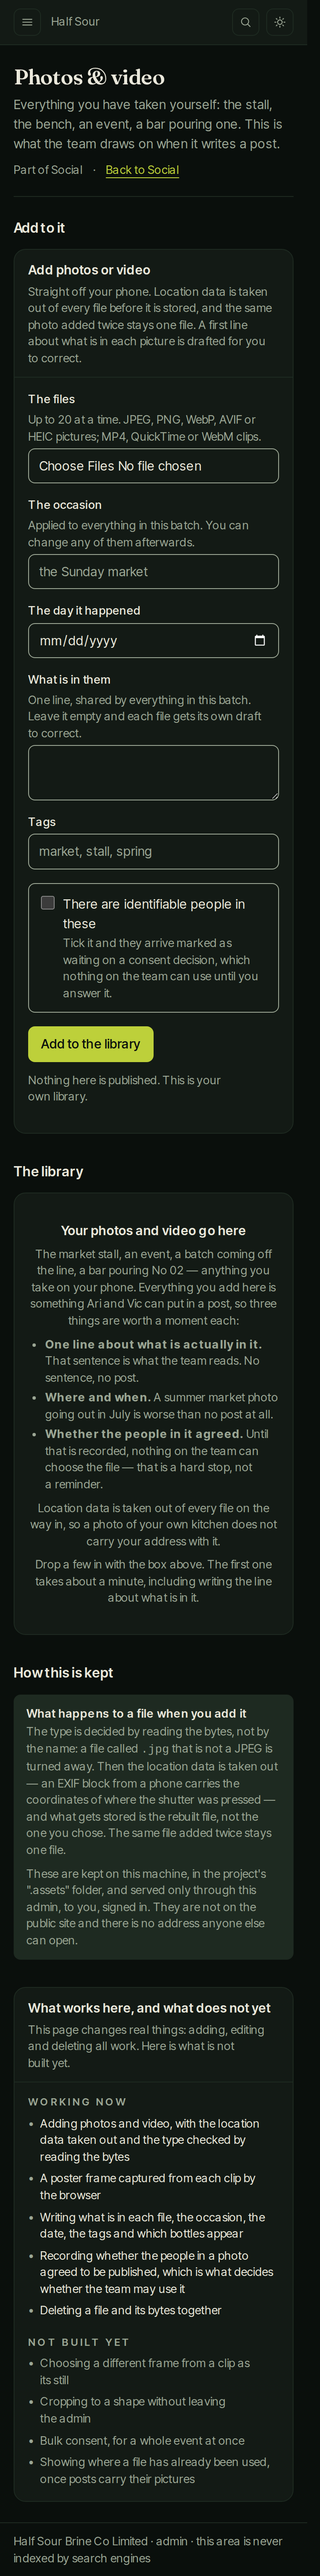 Half Sour
Photos & video
Everything you have taken yourself: the stall,
the bench, an event, a bar pouring one. This is
what the team draws on when it writes a post.
Part of Social · Back to Social
Add to it
Add photos or video
Straight off your phone. Location data is taken
out of every file before it is stored, and the same
photo added twice stays one file. A first line
about what is in each picture is drafted for you
to correct.
The files
Up to 20 at a time. JPEG, PNG, WebP, AVIF or
HEIC pictures; MP4, QuickTime or WebM clips.
Choose Files No file chosen
The occasion
Applied to everything in this batch. You can
change any of them afterwards.
the Sunday market
The day it happened
mm/dd/yyyy
What is in them
One line, shared by everything in this batch.
Leave it empty and each file gets its own draft
to correct.
Tags
market, stall, spring
There are identifiable people in
these
Tick it and they arrive marked as
waiting on a consent decision, which
nothing on the team can use until you
answer it.
Add to the library
Nothing here is published. This is your
own library.
The library
Your photos and video go here
The market stall, an event, a batch coming off
the line, a bar pouring No 02 — anything you
take on your phone. Everything you add here is
something Ari and Vic can put in a post, so three
things are worth a moment each:
• One line about what is actually in it.
That sentence is what the team reads. No
sentence, no post.
• Where and when. A summer market photo
going out in July is worse than no post at all.
• Whether the people in it agreed. Until
that is recorded, nothing on the team can
choose the file — that is a hard stop, not
a reminder.
Location data is taken out of every file on the
way in, so a photo of your own kitchen does not
carry your address with it.
Drop a few in with the box above. The first one
takes about a minute, including writing the line
about what is in it.
How this is kept
What happens to a file when you add it
The type is decided by reading the bytes, not by
the name: a file called .jpg that is not a JPEG is
turned away. Then the location data is taken out
— an EXIF block from a phone carries the
coordinates of where the shutter was pressed —
and what gets stored is the rebuilt file, not the
one you chose. The same file added twice stays
one file.
These are kept on this machine, in the project's
".assets" folder, and served only through this
admin, to you, signed in. They are not on the
public site and there is no address anyone else
can open.
What works here, and what does not yet
This page changes real things: adding, editing
and deleting all work. Here is what is not
built yet.
WORKING NOW
• Adding photos and video, with the location
data taken out and the type checked by
reading the bytes
• A poster frame captured from each clip by
the browser
• Writing what is in each file, the occasion, the
date, the tags and which bottles appear
• Recording whether the people in a photo
agreed to be published, which is what decides
whether the team may use it
• Deleting a file and its bytes together
NOT BUILT YET
• Choosing a different frame from a clip as
its still
• Cropping to a shape without leaving
the admin
• Bulk consent, for a whole event at once
• Showing where a file has already been used,
once posts carry their pictures
Half Sour Brine Co Limited · admin · this area is never
indexed by search engines